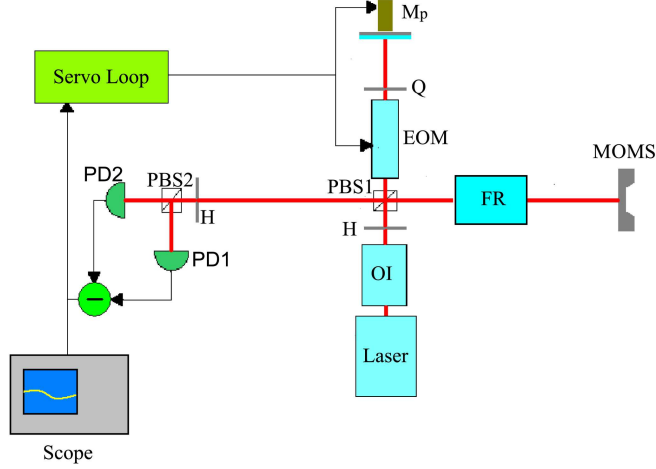 Mp
Servo Loop
Q
EOM
MOMS
PD2
PBS2
PBS1
FR
H
H
PD1
OI
Laser
Scope